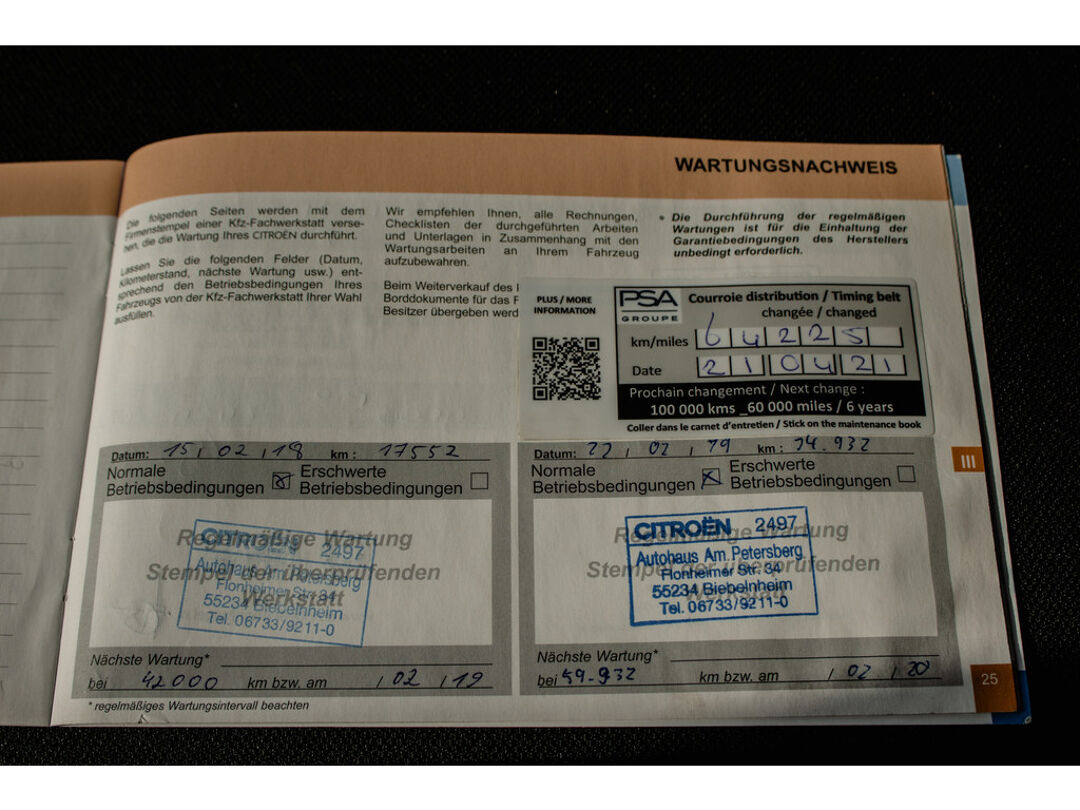 WARTUNGSNACHWEIS
Die folgenden Seiten werden mit dem
Firmenstempel einer Kfz-Fachwerkstatt verse-
hen, die die Wartung Ihres CITROËN durchführt.
Lassen Sie die folgenden Felder (Datum,
Kilometerstand, nächste Wartung usw.) ent-
sprechend den Betriebsbedingungen Ihres
Fahrzeugs von der Kfz-Fachwerkstatt Ihrer Wahl
ausfüllen.
Wir empfehlen Ihnen, alle Rechnungen,
Checklisten der durchgeführten Arbeiten
und Unterlagen in Zusammenhang mit den
Wartungsarbeiten an Ihrem Fahrzeug
aufzubewahren.
Beim Weiterverkauf des
Borddokumente für das F
Besitzer übergeben werd
• Die Durchführung der regelmäßigen
Wartungen ist für die Einhaltung der
Garantiebedingungen des Herstellers
unbedingt erforderlich.
PLUS / MORE
INFORMATION
PSA
GROUPE
Courroie distribution / Timing belt
changée / changed
km/miles 64225
Date 210421
Prochain changement / Next change :
100 000 kms _60 000 miles / 6 years
Coller dans le carnet d'entretien / Stick on the maintenance book
Datum: 15 / 02 / 18 km : 17552
Normale
Betriebsbedingungen
Erschwerte
Betriebsbedingungen
Regelmäßige Wartung
Stempel der überprüfenden
Werkstatt
CITROËN 2497
Autohaus Am Petersberg
Flonheimer Str. 34
55234 Biebelnheim
Tel. 06733/9211-0
Nächste Wartung*
bei 42000 km bzw. am / 02 / 19
* regelmäßiges Wartungsintervall beachten
Datum: 22 / 02 / 19 km : 34.932
Normale
Betriebsbedingungen
Erschwerte
Betriebsbedingungen
Regelmäßige Wartung
Stempel der überprüfenden
Werkstatt
CITROËN 2497
Autohaus Am Petersberg
Flonheimer Str. 34
55234 Biebelnheim
Tel. 06733/9211-0
Nächste Wartung*
bei 59.932 km bzw. am / 02 / 20
III
25